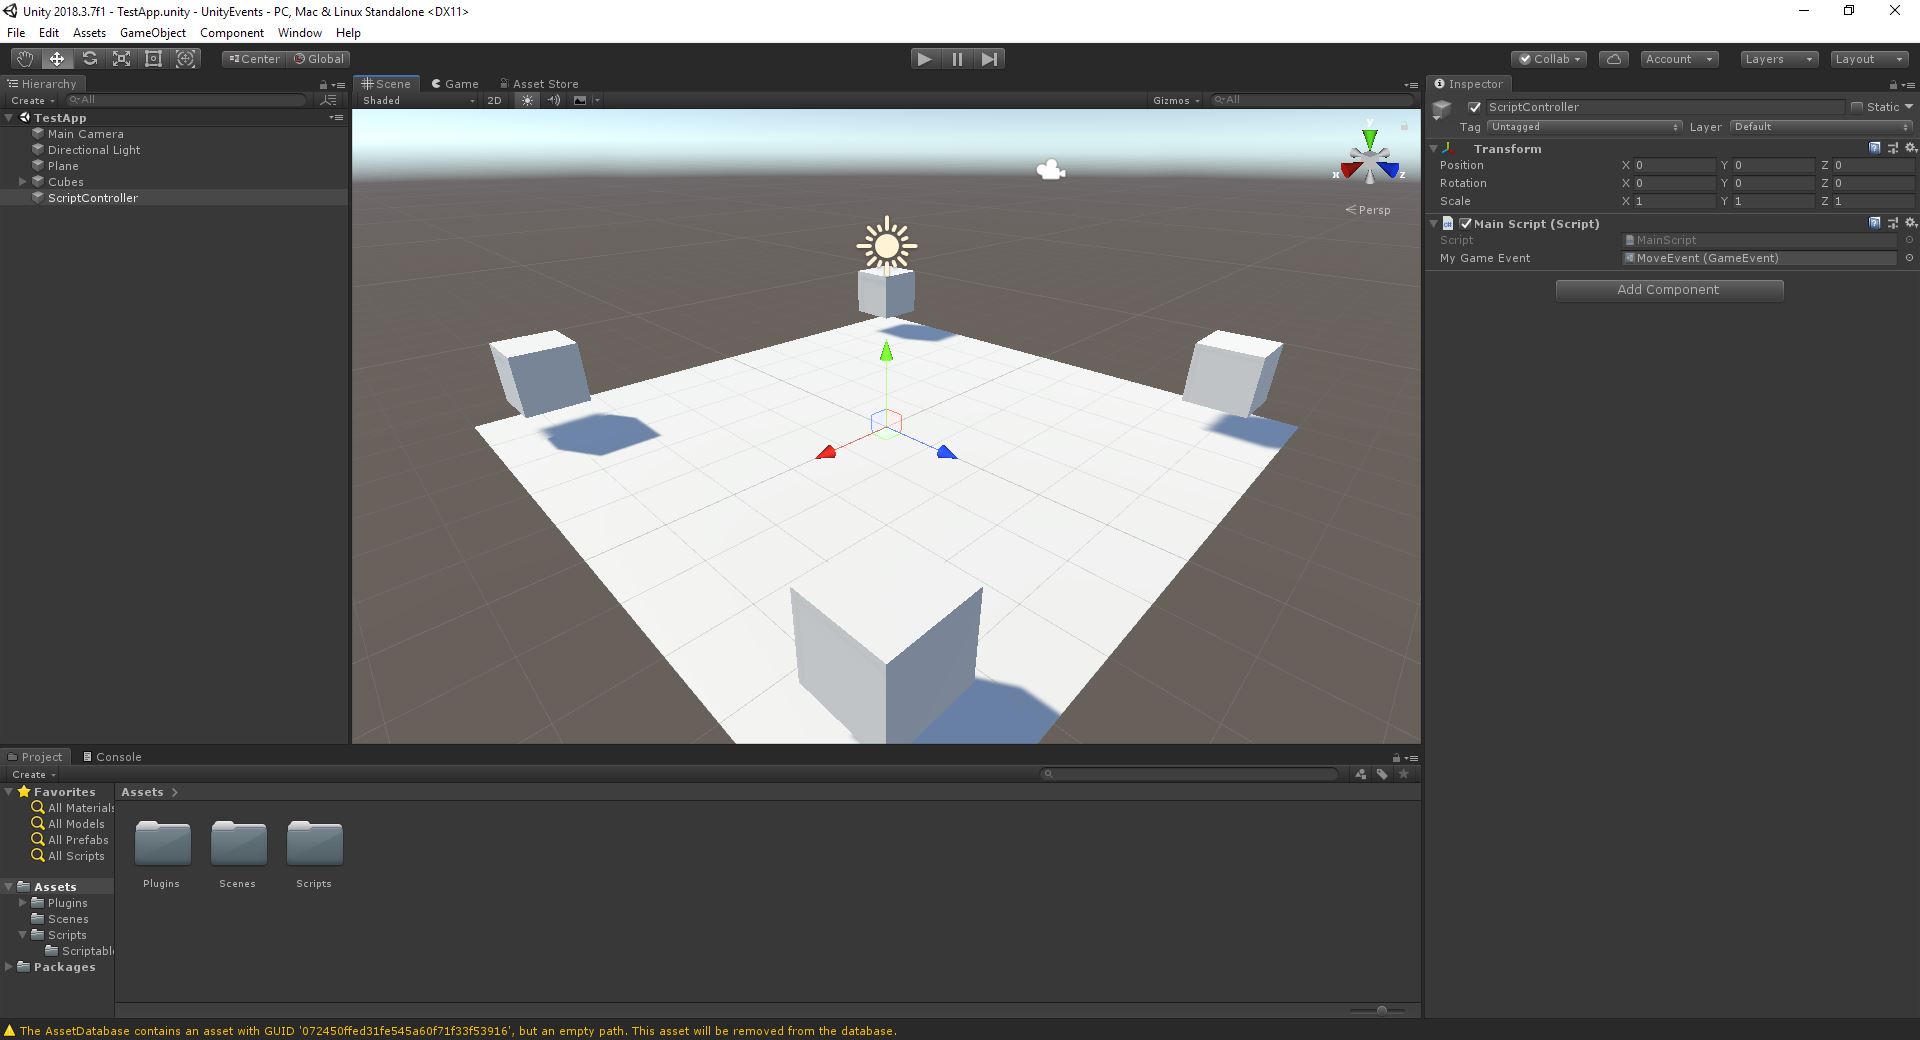 Unity 2018.3.7f1 - TestApp.unity - UnityEvents - PC, Mac & Linux Standalone <DX11>
File Edit Assets GameObject Component Window Help
Center Global Collab Account Layers Layout
Hierarchy
Create All
TestApp
Main Camera
Directional Light
Plane
Cubes
ScriptController
Scene Game Asset Store
Shaded 2D Gizmos All
y
x z
Persp
Inspector
ScriptController Static
Tag Untagged Layer Default
Transform
Position X 0 Y 0 Z 0
Rotation X 0 Y 0 Z 0
Scale X 1 Y 1 Z 1
Main Script (Script)
Script MainScript
My Game Event MoveEvent (GameEvent)
Add Component
Project Console
Create
Favorites
All Materials
All Models
All Prefabs
All Scripts
Assets
Plugins
Scenes
Scripts
Scriptabl
Packages
Assets
Plugins Scenes Scripts
The AssetDatabase contains an asset with GUID '072450ffed31fe545a60f71f33f53916', but an empty path. This asset will be removed from the database.